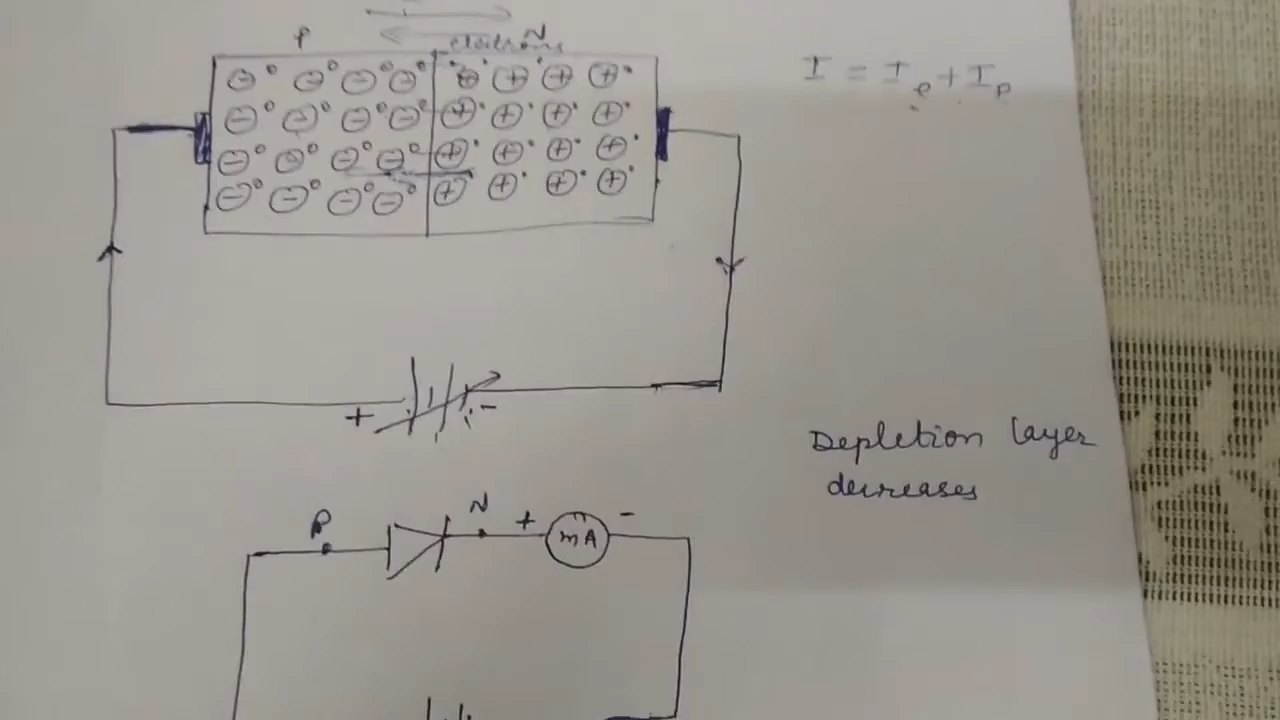 P
N
electrons
I = Ie + Ip
+
-
Depletion layer
decreases
P
N
+
mA
-